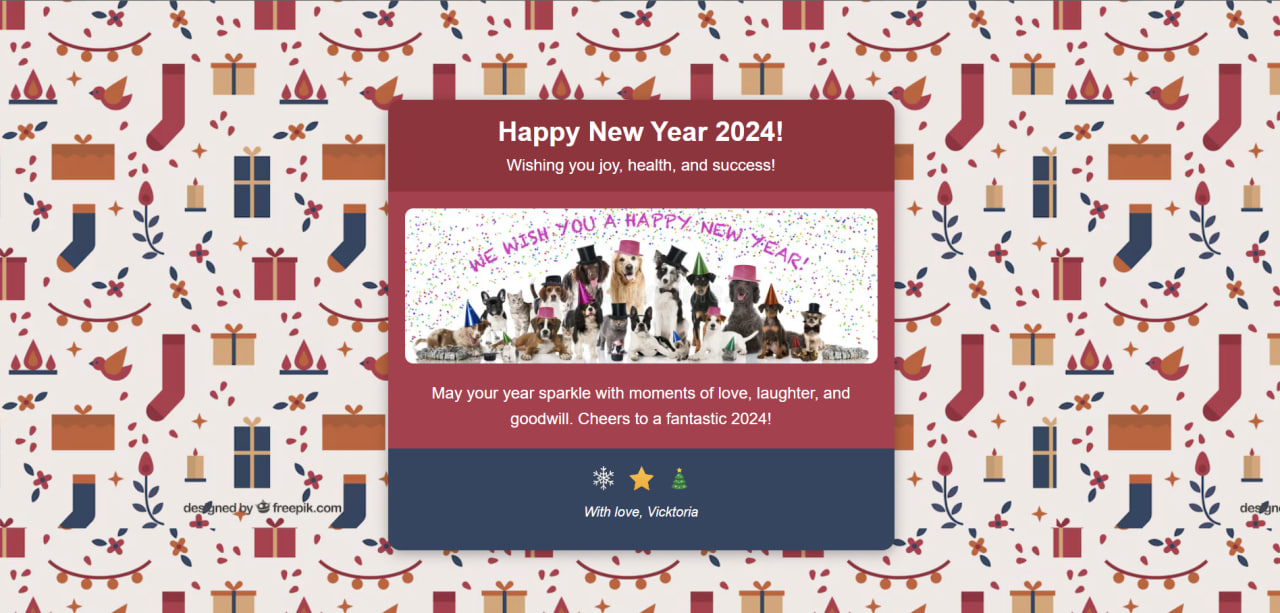 Happy New Year 2024!
Wishing you joy, health, and success!
WE WISH YOU A HAPPY NEW YEAR!
May your year sparkle with moments of love, laughter, and
goodwill. Cheers to a fantastic 2024!
With love, Vicktoria
designed by freepik.com
desig